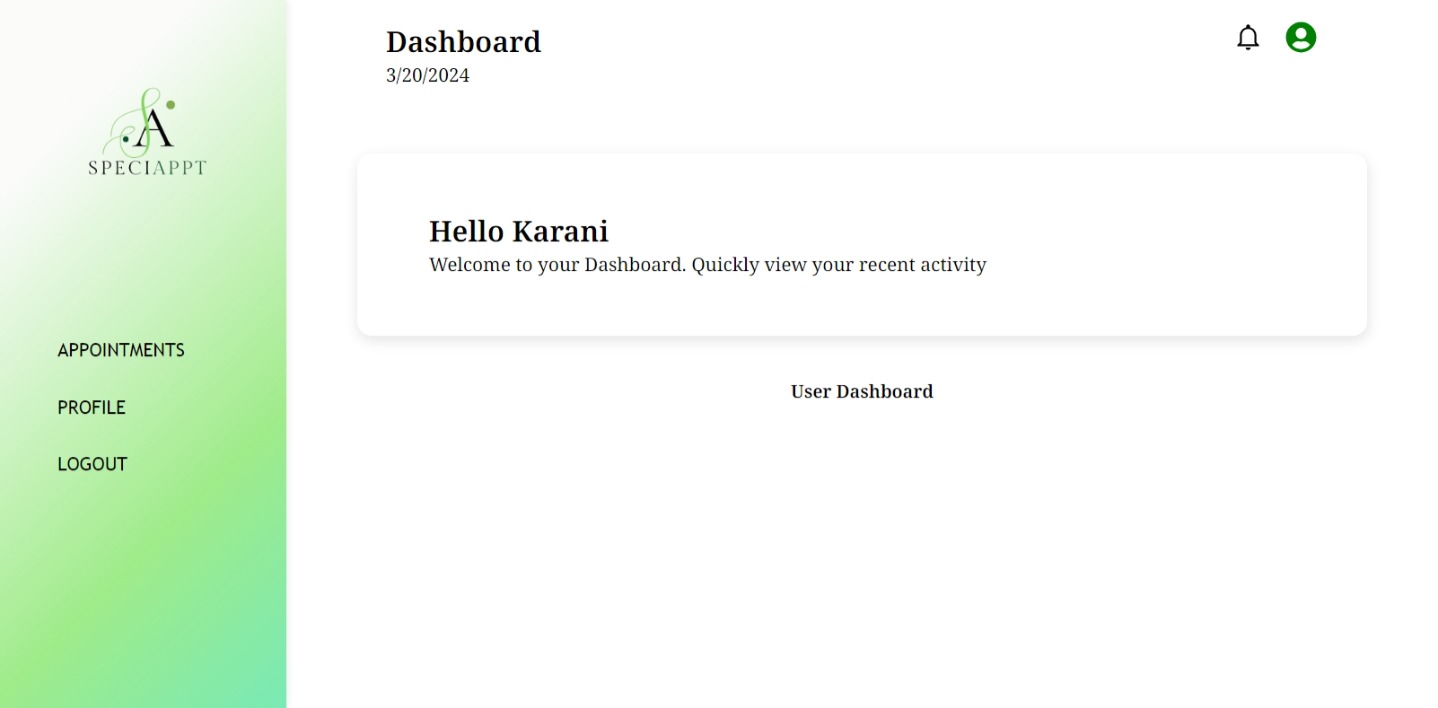 SA
SPECIAPPT
APPOINTMENTS
PROFILE
LOGOUT
Dashboard
3/20/2024
Hello Karani
Welcome to your Dashboard. Quickly view your recent activity
User Dashboard